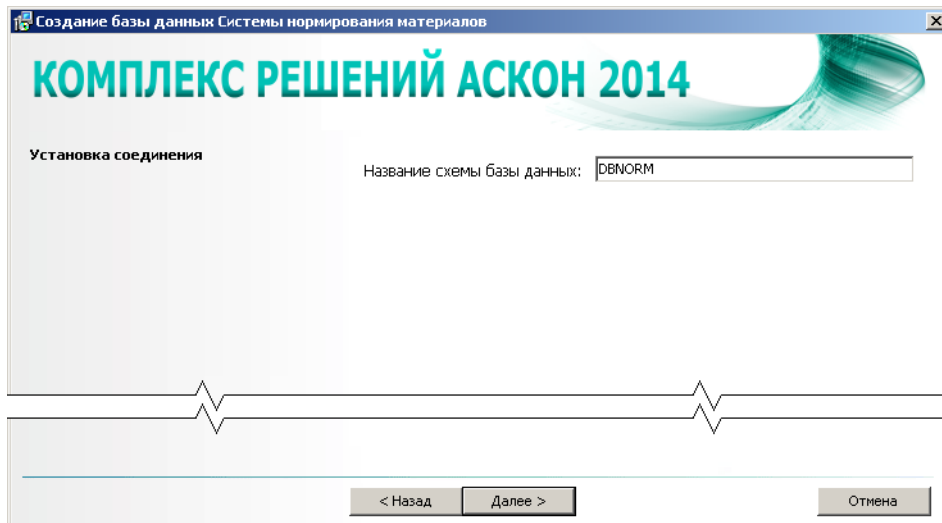 Создание базы данных Системы нормирования материалов
КОМПЛЕКС РЕШЕНИЙ АСКОН 2014
Установка соединения
Название схемы базы данных: DBNORM
< Назад Далее > Отмена